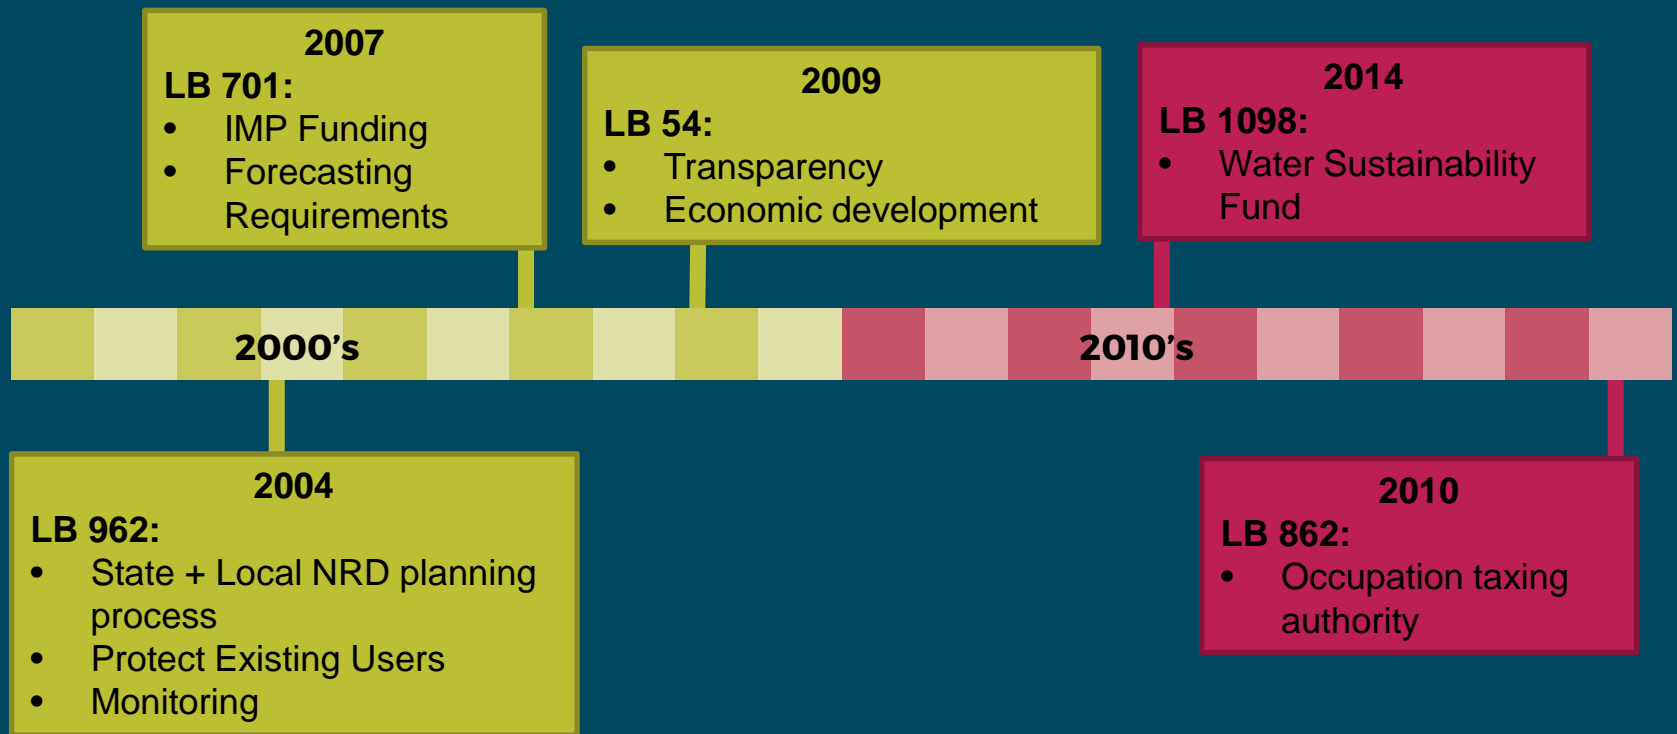 2007
LB 701:
• IMP Funding
• Forecasting
Requirements
2009
LB 54:
• Transparency
• Economic development
2014
LB 1098:
• Water Sustainability
Fund
2000's
2010's
2004
LB 962:
• State + Local NRD planning
process
• Protect Existing Users
• Monitoring
2010
LB 862:
• Occupation taxing
authority